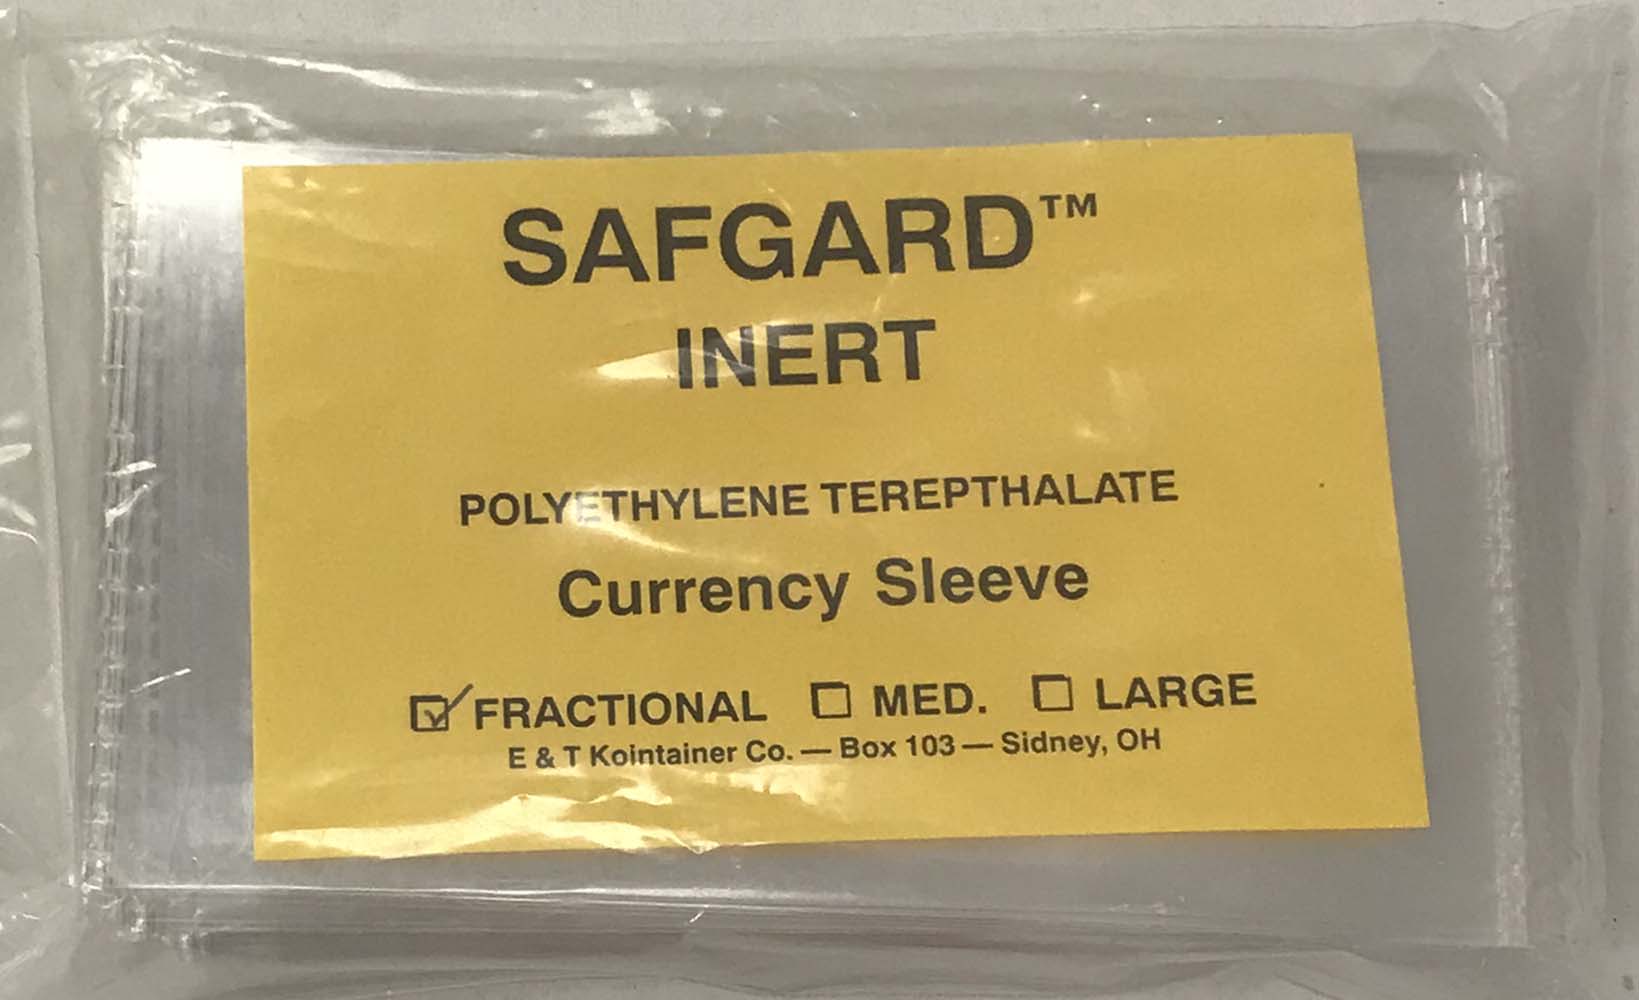 SAFGARD™
INERT
POLYETHYLENE TEREPTHALATE
Currency Sleeve
☑ FRACTIONAL ☐ MED. ☐ LARGE
E & T Kointainer Co. — Box 103 — Sidney, OH